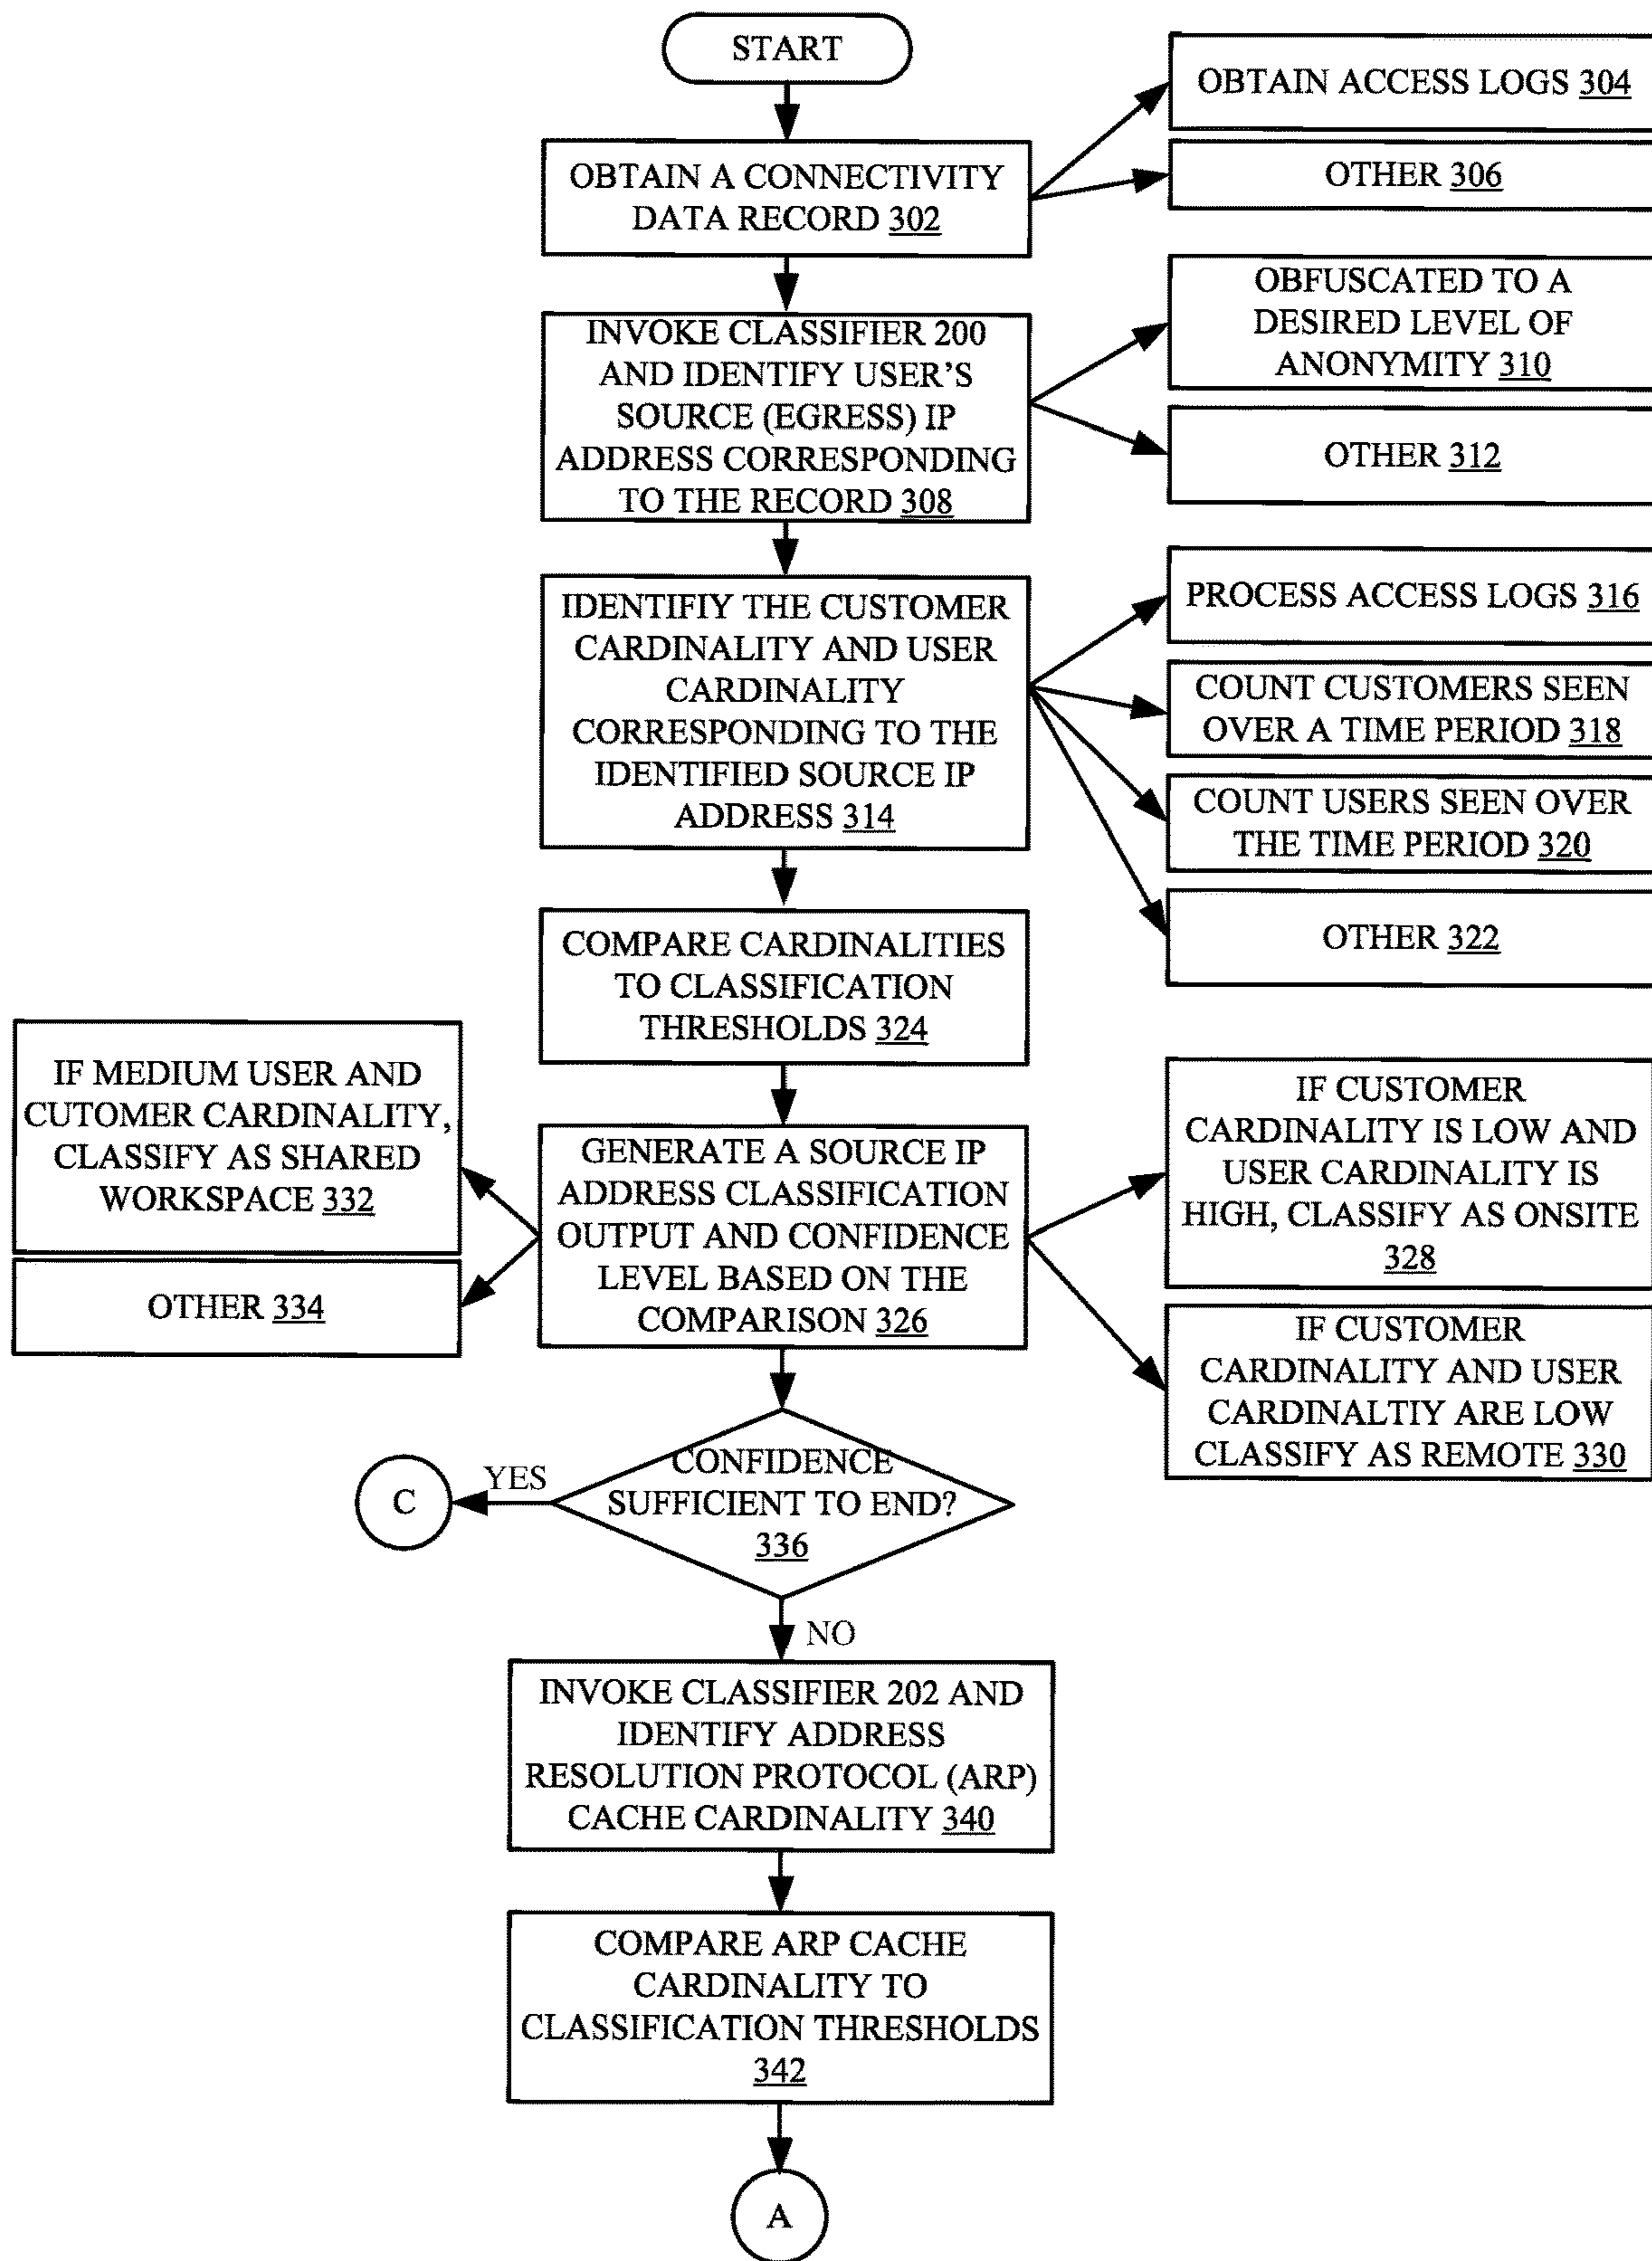 START
OBTAIN ACCESS LOGS 304
OBTAIN A CONNECTIVITY
DATA RECORD 302
OTHER 306
INVOKE CLASSIFIER 200
AND IDENTIFY USER'S
SOURCE (EGRESS) IP
ADDRESS CORRESPONDING
TO THE RECORD 308
OBFUSCATED TO A
DESIRED LEVEL OF
ANONYMITY 310
OTHER 312
IDENTIFIY THE CUSTOMER
CARDINALITY AND USER
CARDINALITY
CORRESPONDING TO THE
IDENTIFIED SOURCE IP
ADDRESS 314
PROCESS ACCESS LOGS 316
COUNT CUSTOMERS SEEN
OVER A TIME PERIOD 318
COUNT USERS SEEN OVER
THE TIME PERIOD 320
OTHER 322
COMPARE CARDINALITIES
TO CLASSIFICATION
THRESHOLDS 324
IF MEDIUM USER AND
CUTOMER CARDINALITY,
CLASSIFY AS SHARED
WORKSPACE 332
OTHER 334
GENERATE A SOURCE IP
ADDRESS CLASSIFICATION
OUTPUT AND CONFIDENCE
LEVEL BASED ON THE
COMPARISON 326
IF CUSTOMER
CARDINALITY IS LOW AND
USER CARDINALITY IS
HIGH, CLASSIFY AS ONSITE
328
IF CUSTOMER
CARDINALITY AND USER
CARDINALTIY ARE LOW
CLASSIFY AS REMOTE 330
CONFIDENCE
SUFFICIENT TO END?
336
YES
C
NO
INVOKE CLASSIFIER 202 AND
IDENTIFY ADDRESS
RESOLUTION PROTOCOL (ARP)
CACHE CARDINALITY 340
COMPARE ARP CACHE
CARDINALITY TO
CLASSIFICATION THRESHOLDS
342
A